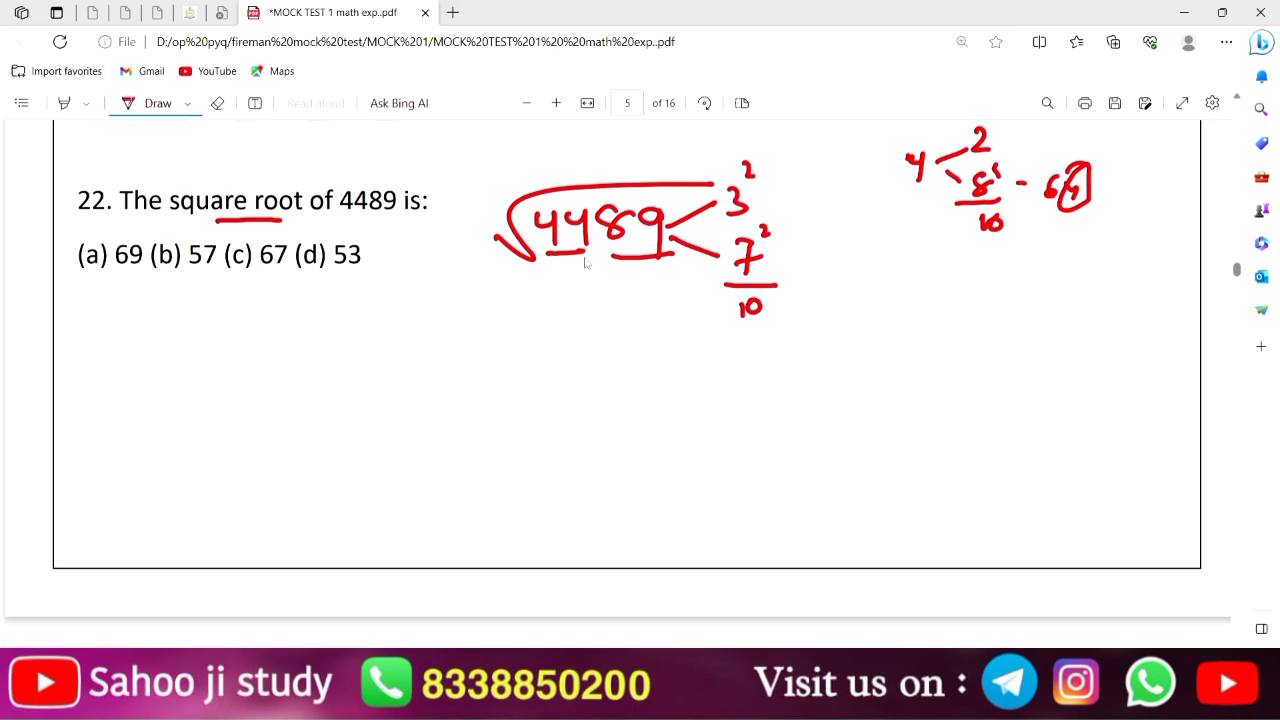 *MOCK TEST 1 math exp..pdf
File D:/op%20pyq/fireman%20mock%20test/MOCK%201/MOCK%20TEST%201%20%20math%20exp..pdf
Import favorites Gmail YouTube Maps
Draw Read aloud Ask Bing AI 5 of 16
22. The square root of 4489 is:
(a) 69 (b) 57 (c) 67 (d) 53
√4489
3²
7²
10
4
2
8
10
- 64
Sahoo ji study 8338850200 Visit us on :